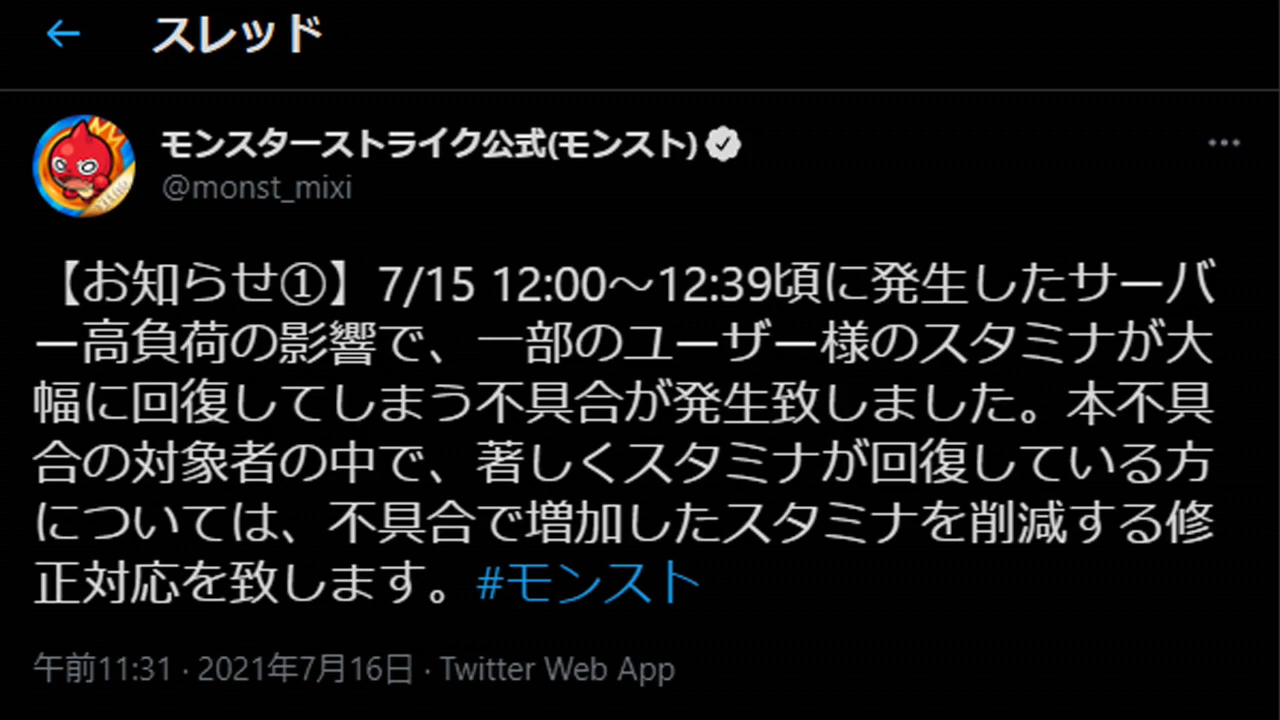 ← スレッド
モンスターストライク公式(モンスト)
@monst_mixi
【お知らせ①】7/15 12:00～12:39頃に発生したサーバ
ー高負荷の影響で、一部のユーザー様のスタミナが大
幅に回復してしまう不具合が発生致しました。本不具
合の対象者の中で、著しくスタミナが回復している方
については、不具合で増加したスタミナを削減する修
正対応を致します。#モンスト
午前11:31 · 2021年7月16日 · Twitter Web App